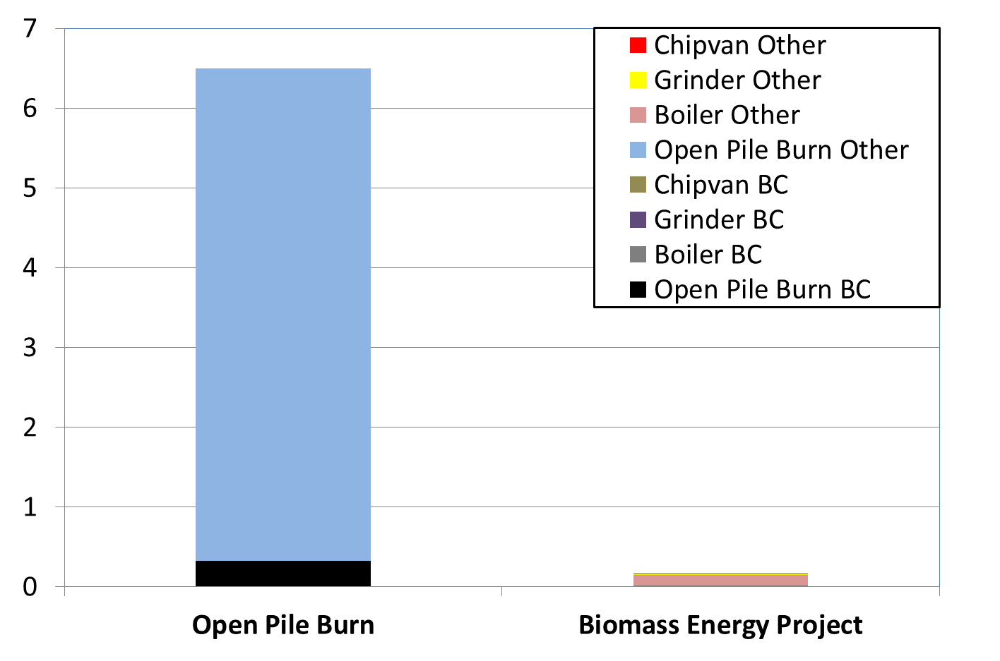 7
6
5
4
3
2
1
0
Chipvan Other
Grinder Other
Boiler Other
Open Pile Burn Other
Chipvan BC
Grinder BC
Boiler BC
Open Pile Burn BC
Open Pile Burn
Biomass Energy Project